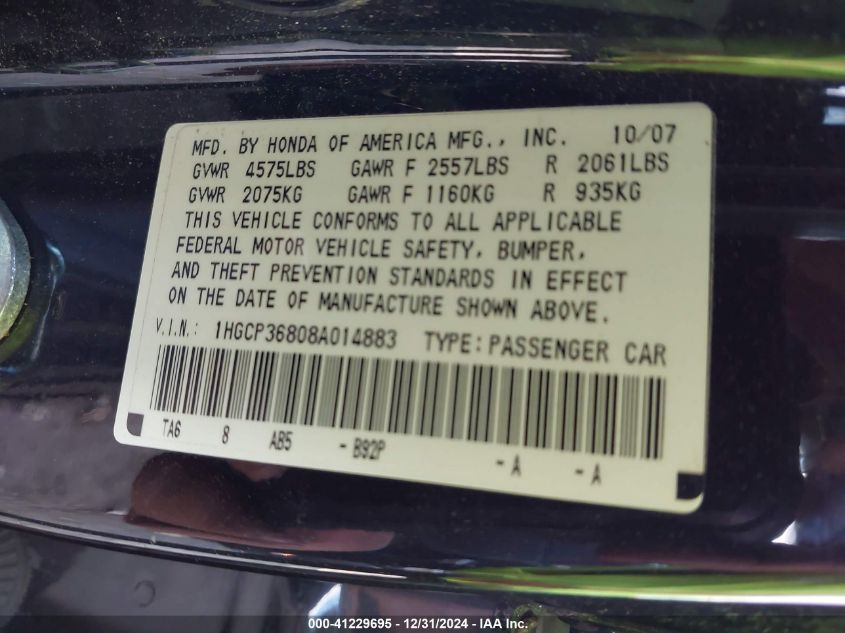 MFD. BY HONDA OF AMERICA MFG., INC. 10/07
GVWR 4575LBS GAWR F 2557LBS R 2061LBS
GVWR 2075KG GAWR F 1160KG R 935KG
THIS VEHICLE CONFORMS TO ALL APPLICABLE
FEDERAL MOTOR VEHICLE SAFETY, BUMPER,
AND THEFT PREVENTION STANDARDS IN EFFECT
ON THE DATE OF MANUFACTURE SHOWN ABOVE.
V.I.N.: 1HGCP36808A014883 TYPE:PASSENGER CAR
TA6 8 AB5 -B92P -A -A
000-41229695 - 12/31/2024 - IAA Inc.